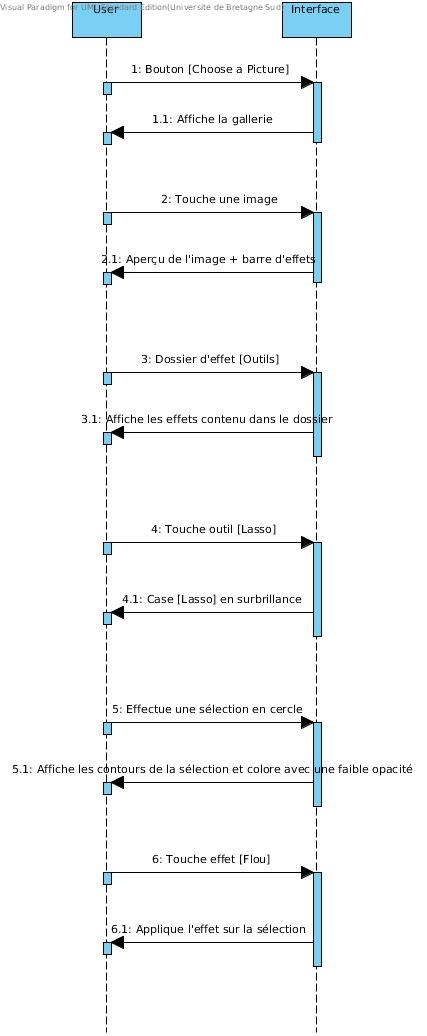 Visual Paradigm for UML Standard Edition(Universite de Bretagne Sud
User
Interface
1: Bouton [Choose a Picture]
1.1: Affiche la gallerie
2: Touche une image
2.1: Aperçu de l'image + barre d'effets
3: Dossier d'effet [Outils]
3.1: Affiche les effets contenu dans le dossier
4: Touche outil [Lasso]
4.1: Case [Lasso] en surbrillance
5: Effectue une sélection en cercle
5.1: Affiche les contours de la sélection et colore avec une faible opacité
6: Touche effet [Flou]
6.1: Applique l'effet sur la sélection